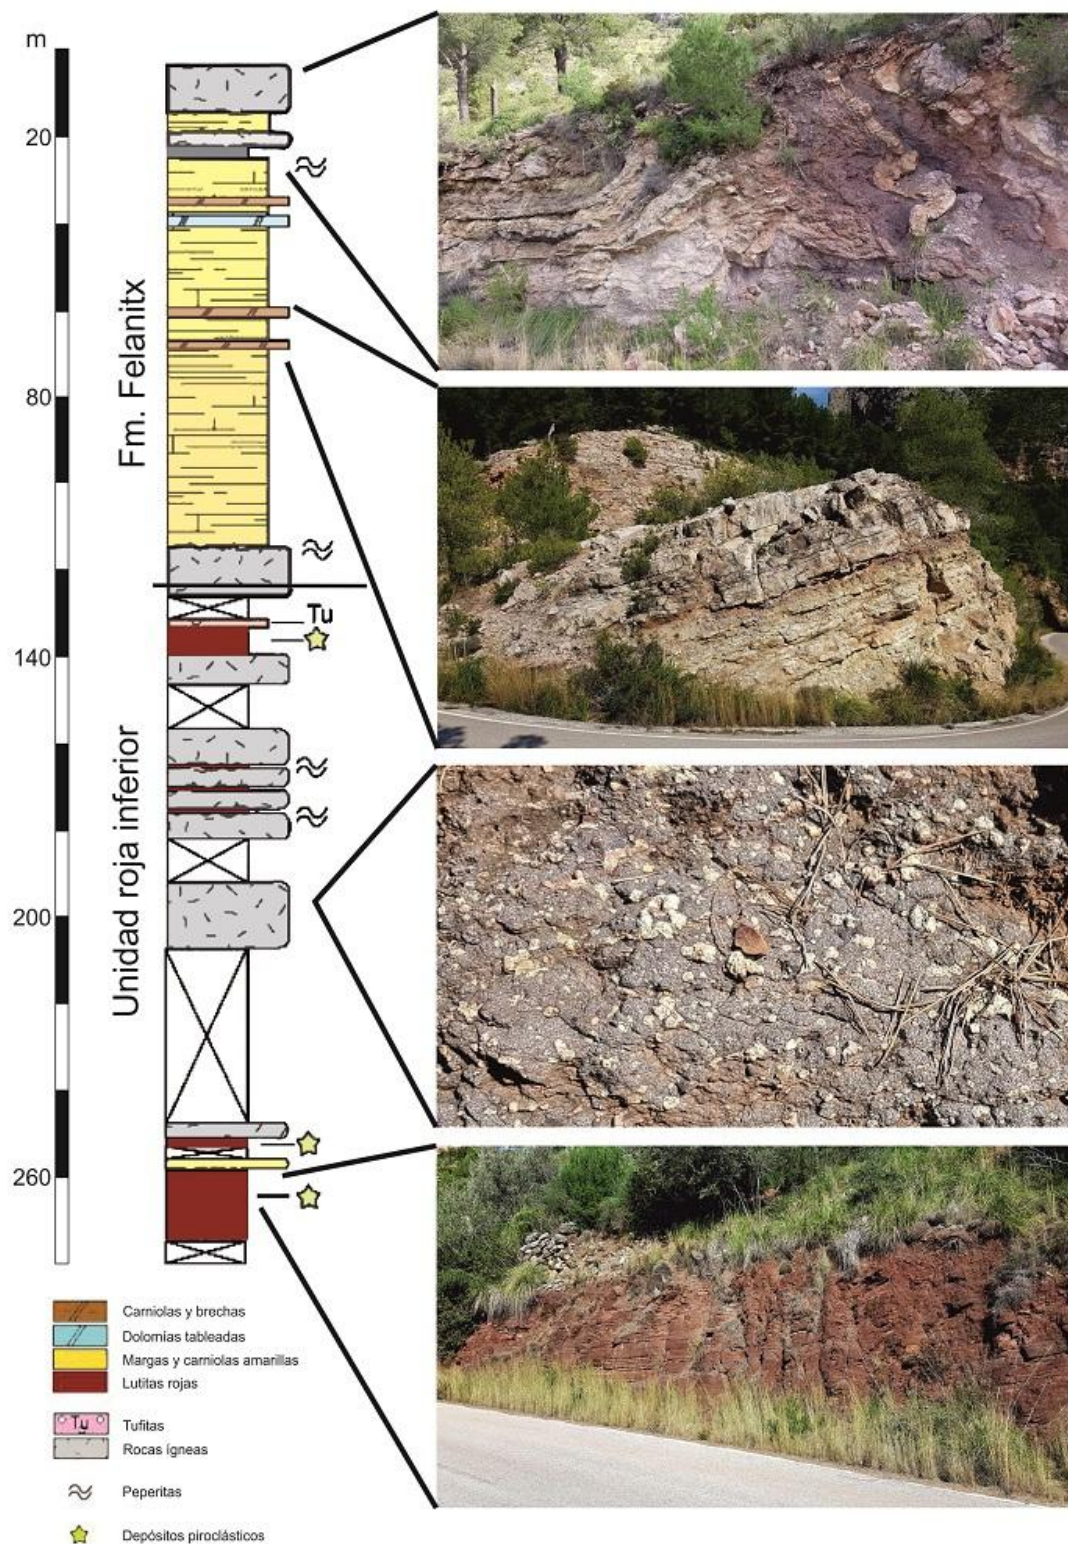 m
20
80
140
200
260
Fm. Felanitx
Unidad roja inferior
Tu
Carniolas y brechas
Dolomías tableadas
Margas y carniolas amarillas
Lutitas rojas
Tu
Tufitas
Rocas ígneas
Peperitas
Depósitos piroclásticos